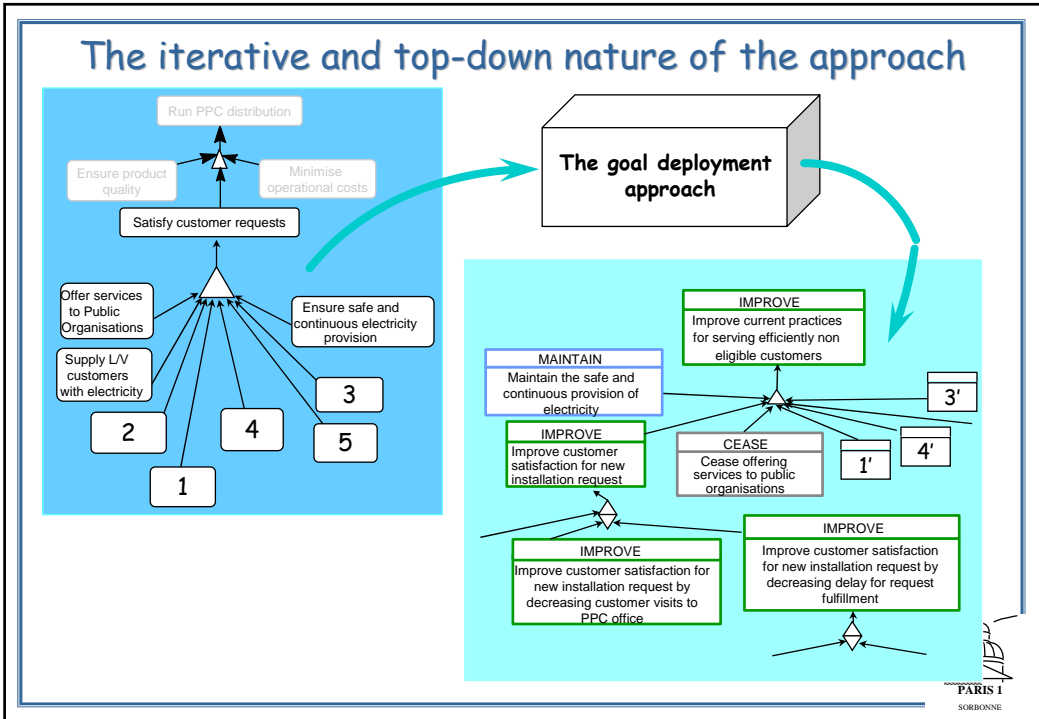 The iterative and top-down nature of the approach
Run PPC distribution
Ensure product
quality
Minimise
operational costs
Satisfy customer requests
Offer services
to Public
Organisations
Ensure safe and
continuous electricity
provision
Supply L/V
customers
with electricity
3
2
4
5
1
The goal deployment
approach
IMPROVE
Improve current practices
for serving efficiently non
eligible customers
MAINTAIN
Maintain the safe and
continuous provision of
electricity
3'
IMPROVE
Improve customer
satisfaction for new
installation request
CEASE
Cease offering
services to public
organisations
1'
4'
IMPROVE
Improve customer satisfaction for
new installation request by
decreasing customer visits to
PPC office
IMPROVE
Improve customer satisfaction
for new installation request by
decreasing delay for request
fulfillment
PARIS 1
SORBONNE